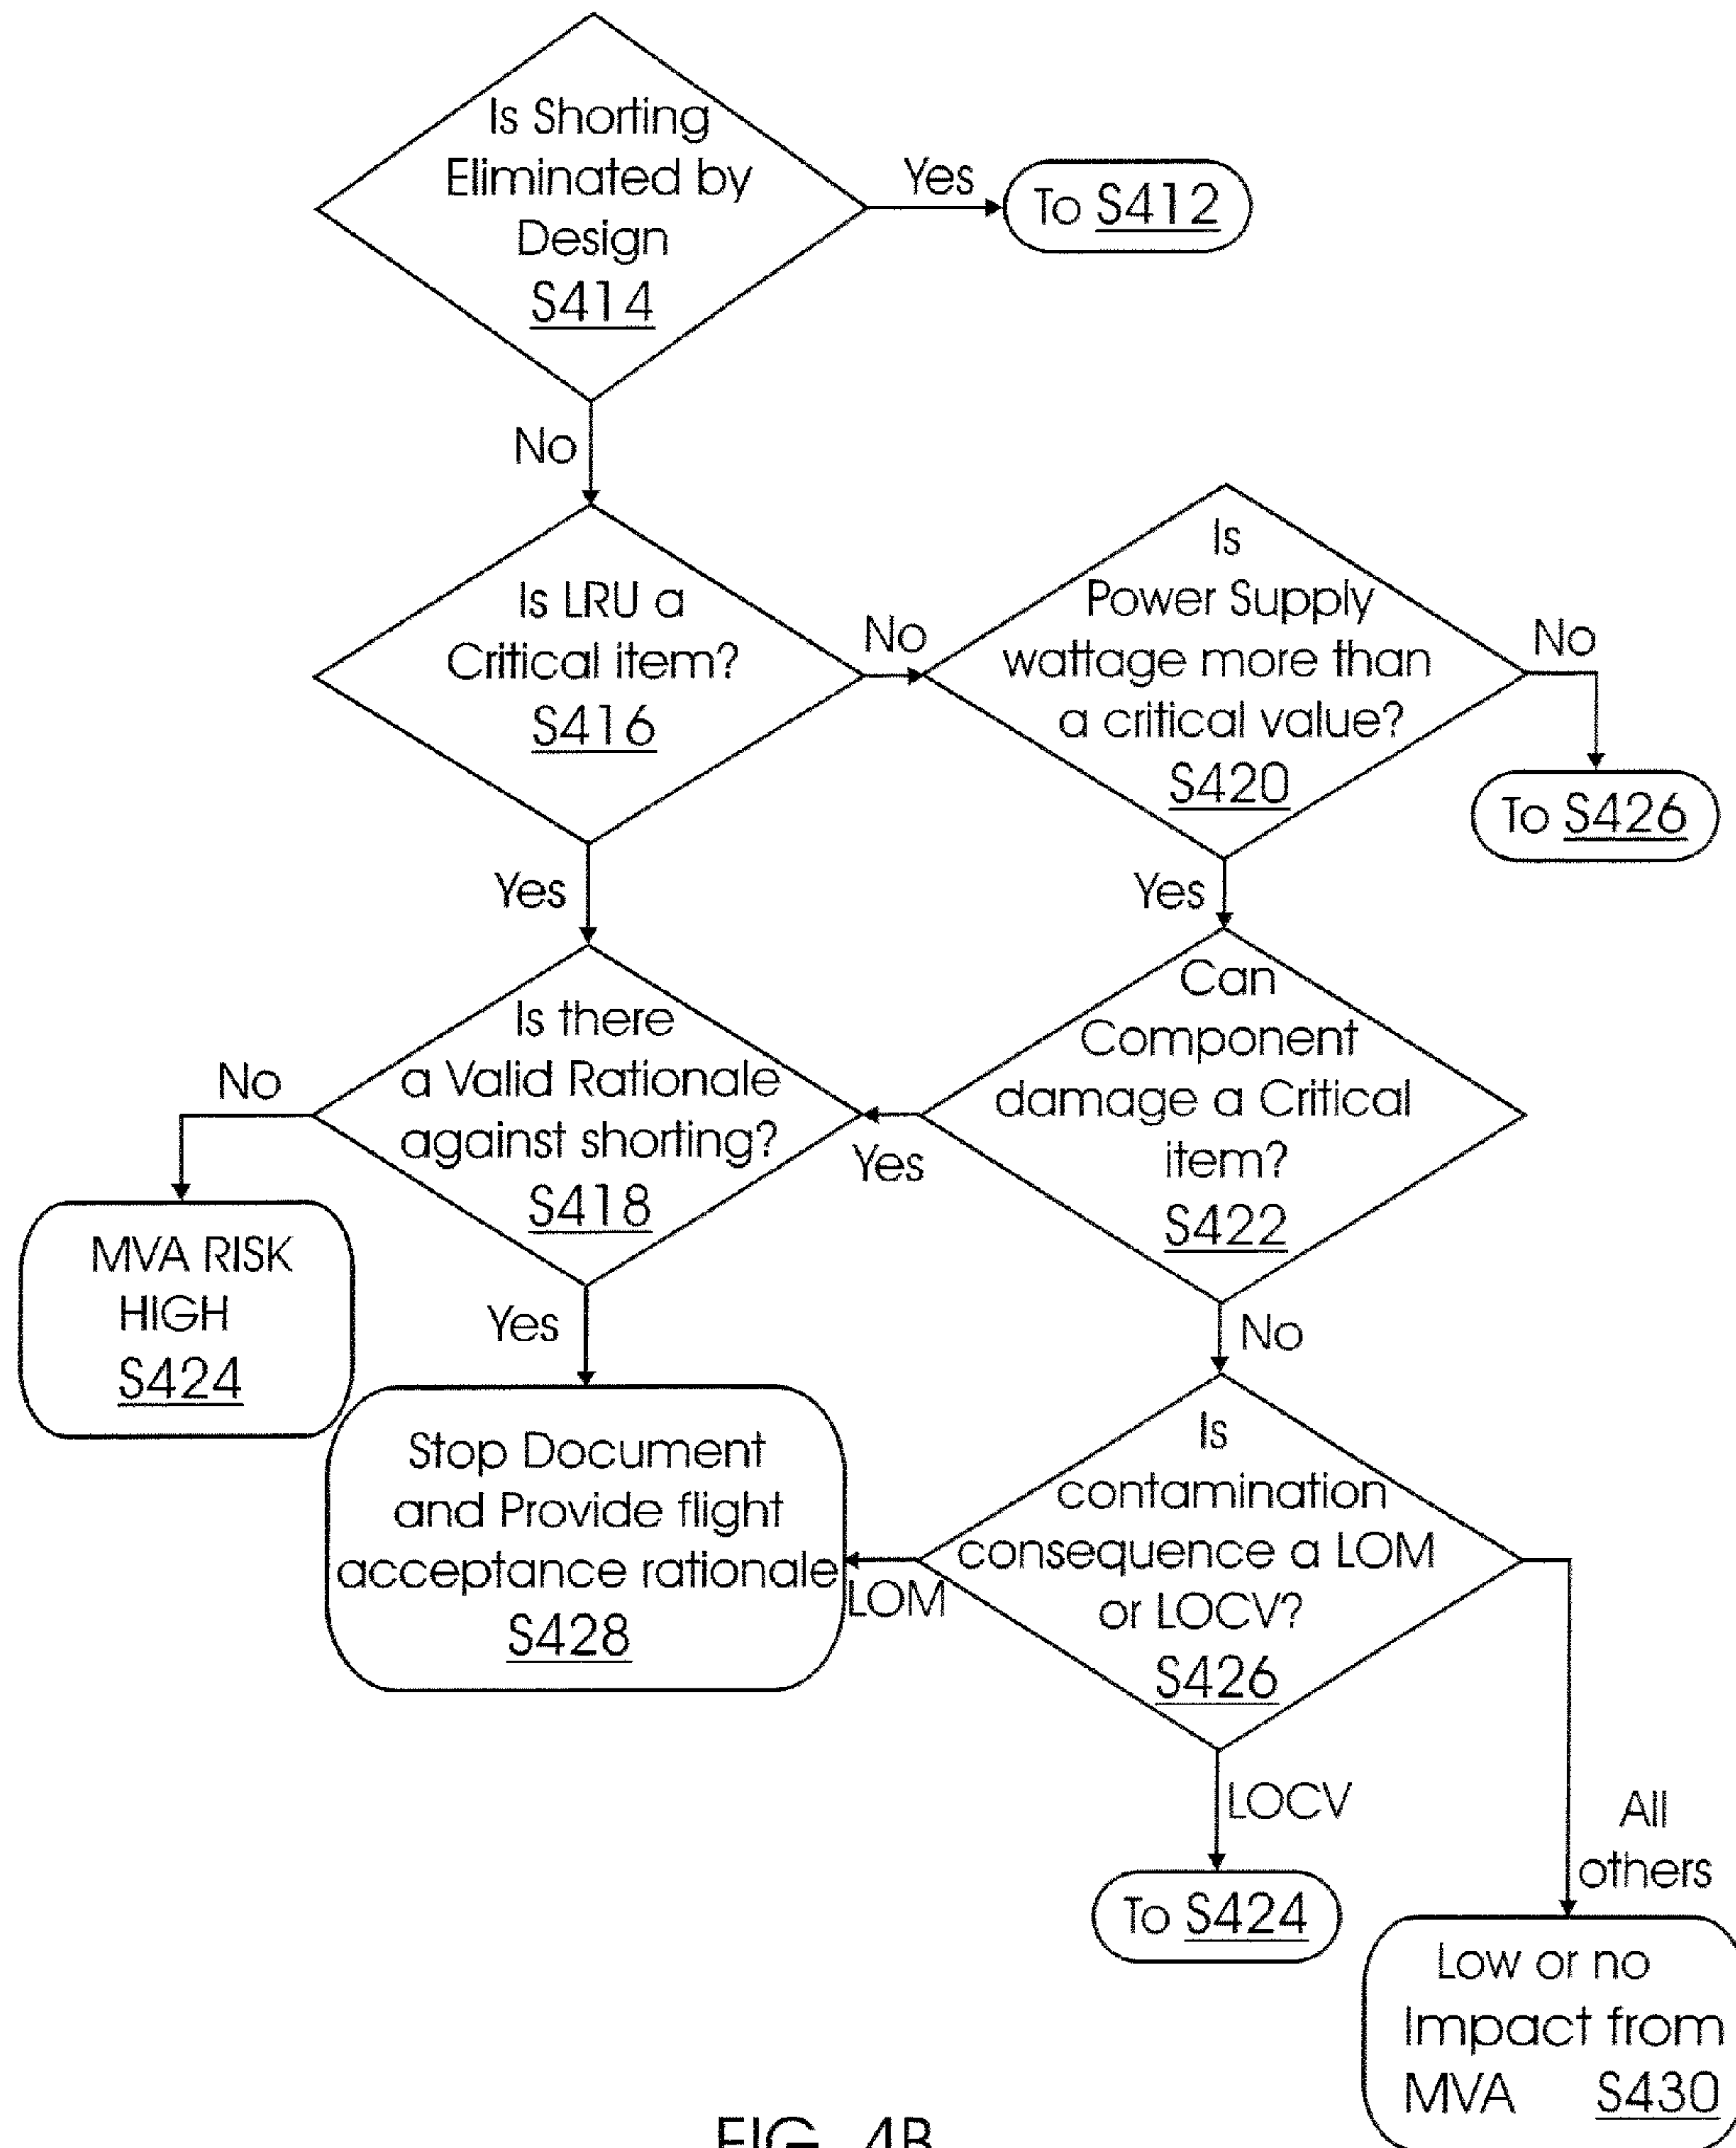 Is Shorting
Eliminated by
Design
S414
Yes
To S412
No
Is LRU a
Critical item?
S416
No
Is
Power Supply
wattage more than
a critical value?
S420
No
To S426
Yes
Yes
Is there
a Valid Rationale
against shorting?
S418
No
MVA RISK
HIGH
S424
Can
Component
damage a Critical
item?
S422
Yes
Yes
No
Stop Document
and Provide flight
acceptance rationale
S428
Is
contamination
consequence a LOM
or LOCV?
S426
LOM
LOCV
To S424
All
others
Low or no
Impact from
MVA S430
FIG. 4B